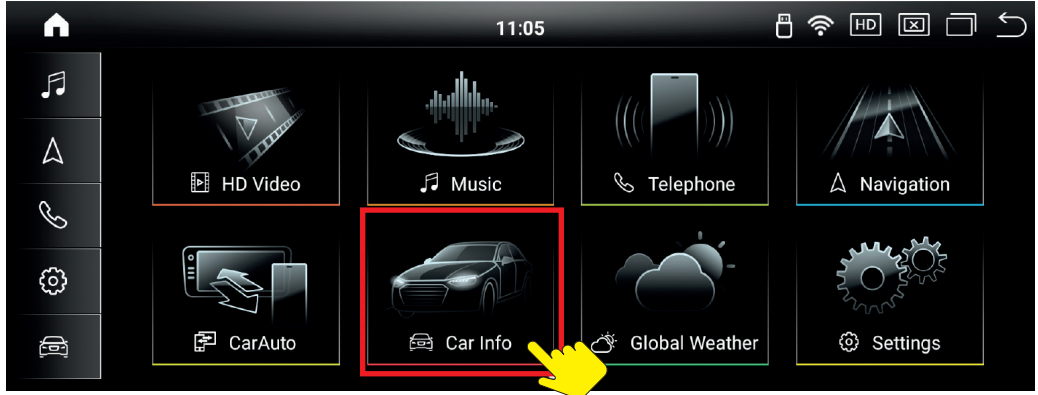 11:05
HD
HD Video
Music
Telephone
Navigation
CarAuto
Car Info
Global Weather
Settings